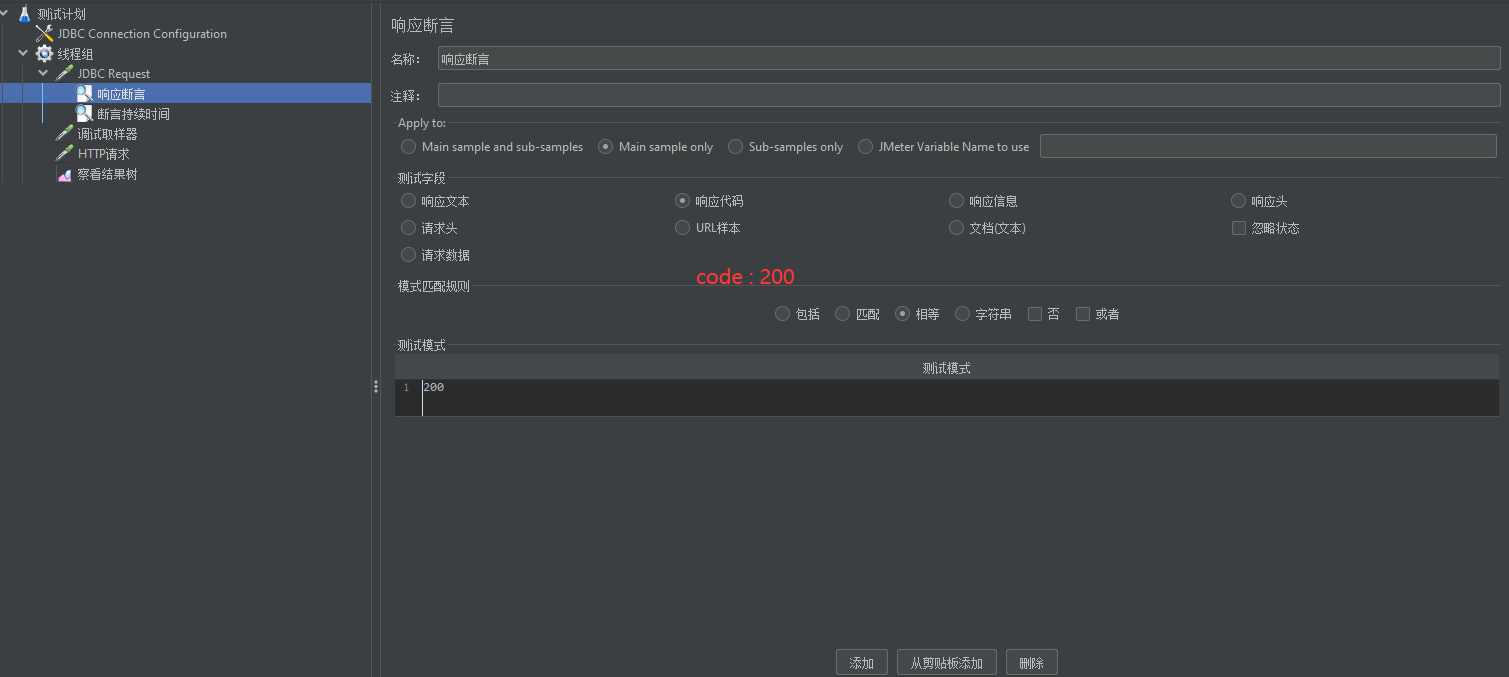 测试计划
JDBC Connection Configuration
线程组
JDBC Request
响应断言
断言持续时间
调试取样器
HTTP请求
察看结果树
响应断言
名称： 响应断言
注释：
Apply to:
Main sample and sub-samples Main sample only Sub-samples only JMeter Variable Name to use
测试字段
响应文本 响应代码 响应信息 响应头
请求头 URL样本 文档(文本) 忽略状态
请求数据
code : 200
模式匹配规则
包括 匹配 相等 字符串 否 或者
测试模式
测试模式
1 200
添加 从剪贴板添加 删除